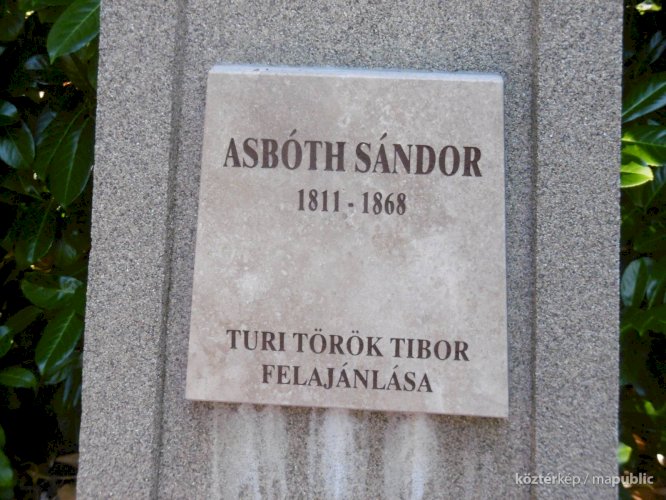 ASBÓTH SÁNDOR
1811 - 1868
TURI TÖRÖK TIBOR
FELAJÁNLÁSA
köztérkép / mapublic